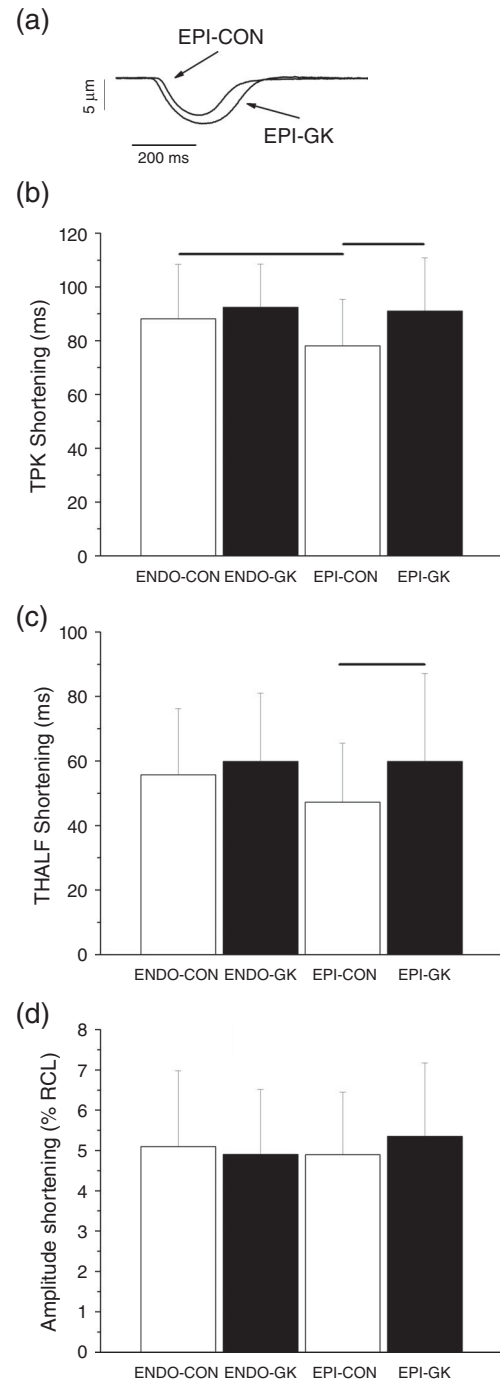 (a)
EPI-CON
5 μm
EPI-GK
200 ms
(b)
120
100
80
60
40
20
0
TPK Shortening (ms)
ENDO-CON ENDO-GK EPI-CON EPI-GK
(c)
100
80
60
40
20
0
THALF Shortening (ms)
ENDO-CON ENDO-GK EPI-CON EPI-GK
(d)
8
7
6
5
4
3
2
1
0
Amplitude shortening (% RCL)
ENDO-CON ENDO-GK EPI-CON EPI-GK